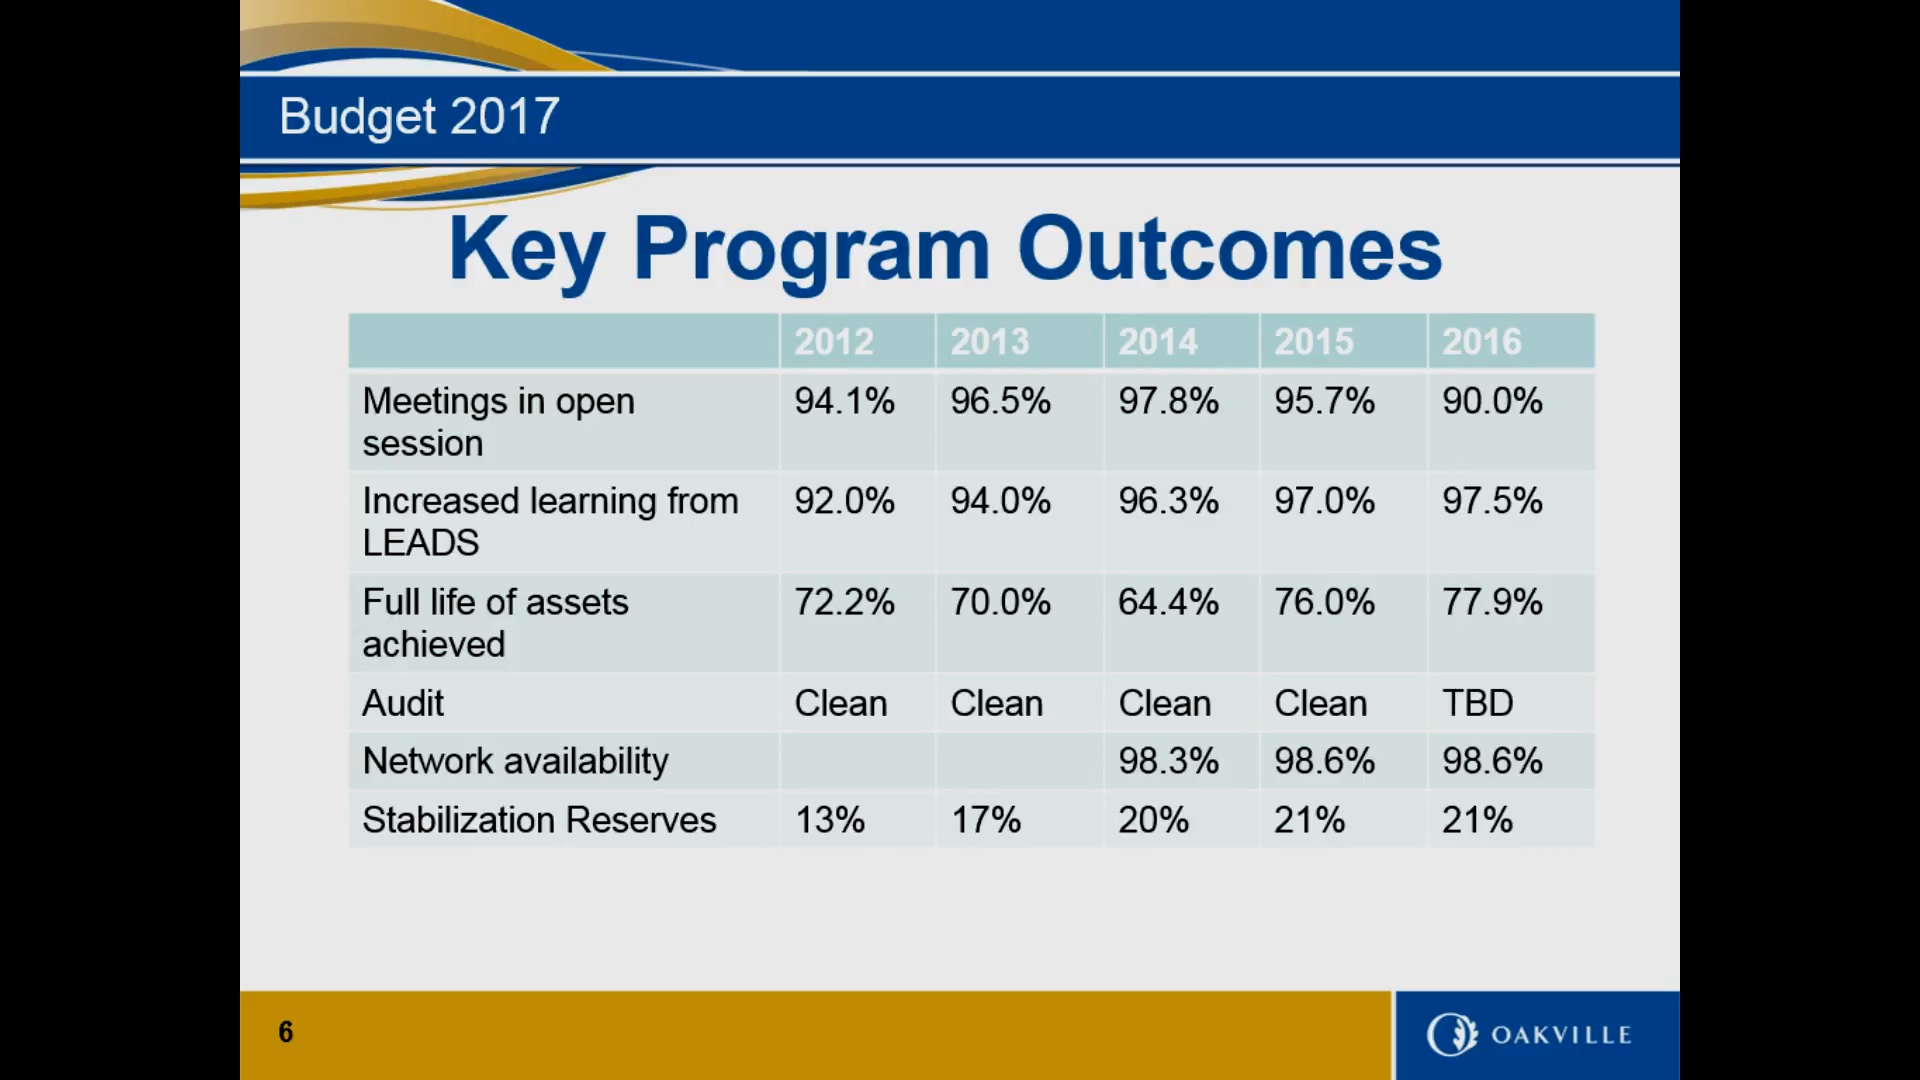 Budget 2017
Key Program Outcomes
2012 2013 2014 2015 2016
Meetings in open session 94.1% 96.5% 97.8% 95.7% 90.0%
Increased learning from LEADS 92.0% 94.0% 96.3% 97.0% 97.5%
Full life of assets achieved 72.2% 70.0% 64.4% 76.0% 77.9%
Audit Clean Clean Clean Clean TBD
Network availability 98.3% 98.6% 98.6%
Stabilization Reserves 13% 17% 20% 21% 21%
6
OAKVILLE